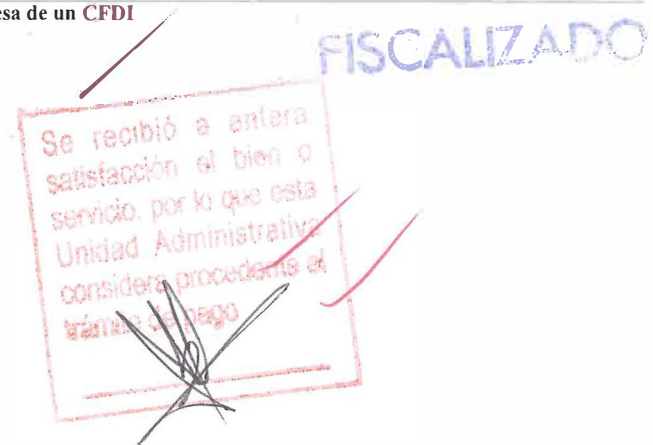 esa de un CFDI
FISCALIZADO
Se recibió a entera
satisfacción el bien o
servicio, por lo que esta
Unidad Administrativa
considera procedente el
trámite de pago